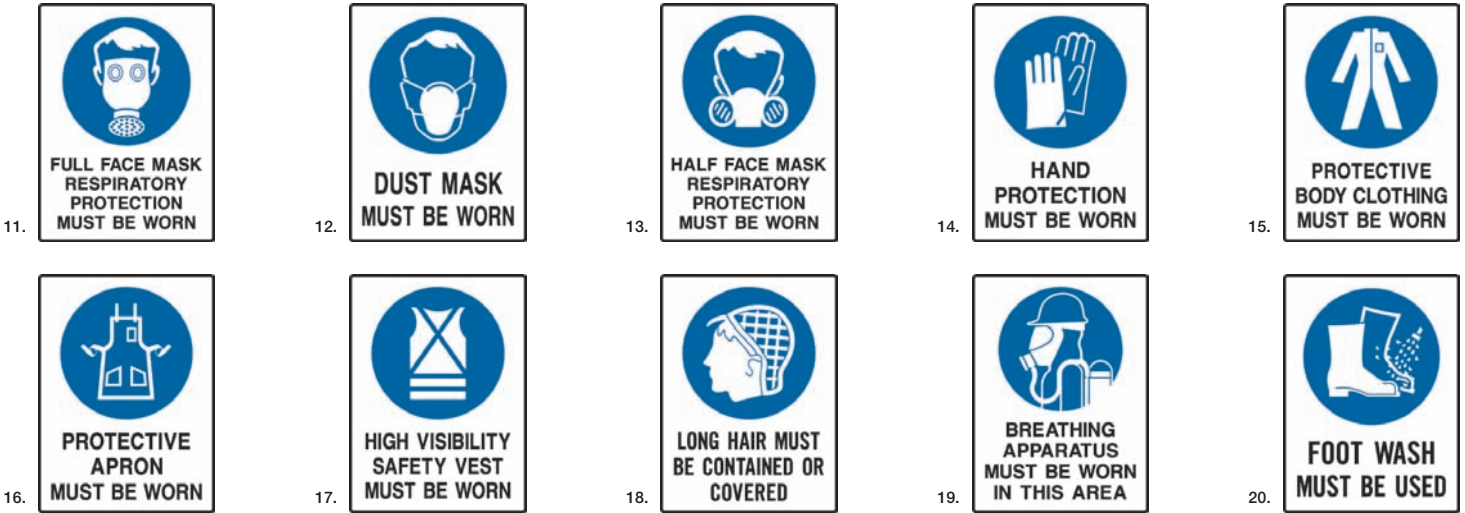 11.
FULL FACE MASK
RESPIRATORY
PROTECTION
MUST BE WORN
12.
DUST MASK
MUST BE WORN
13.
HALF FACE MASK
RESPIRATORY
PROTECTION
MUST BE WORN
14.
HAND
PROTECTION
MUST BE WORN
15.
PROTECTIVE
BODY CLOTHING
MUST BE WORN
16.
PROTECTIVE
APRON
MUST BE WORN
17.
HIGH VISIBILITY
SAFETY VEST
MUST BE WORN
18.
LONG HAIR MUST
BE CONTAINED OR
COVERED
19.
BREATHING
APPARATUS
MUST BE WORN
IN THIS AREA
20.
FOOT WASH
MUST BE USED